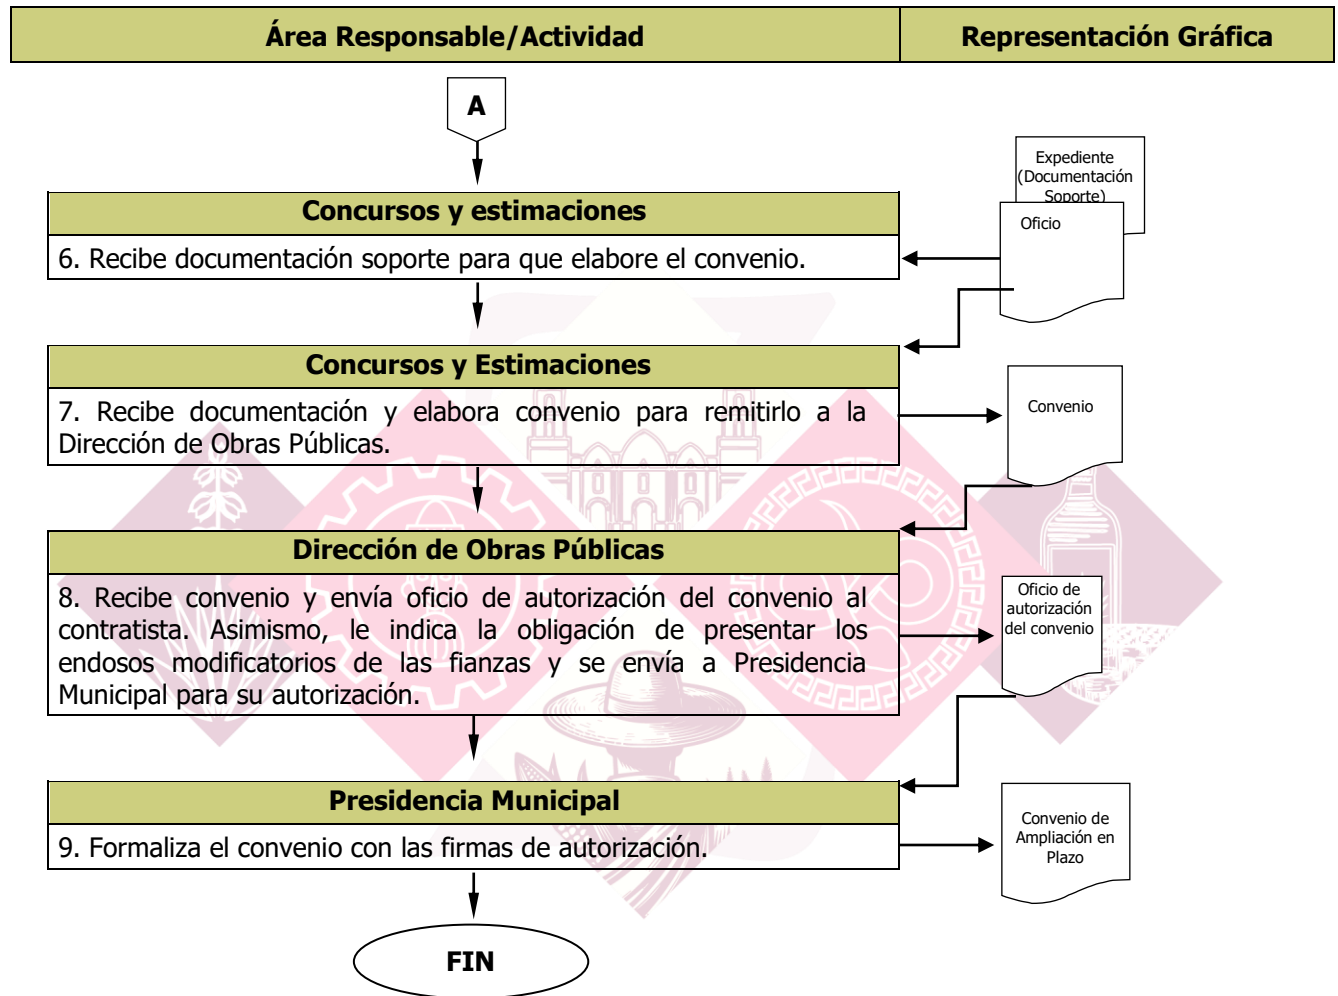 Área Responsable/Actividad
Representación Gráfica
A
Expediente
(Documentación
Soporte)
Oficio
Concursos y estimaciones
6. Recibe documentación soporte para que elabore el convenio.
Concursos y Estimaciones
7. Recibe documentación y elabora convenio para remitirlo a la
Dirección de Obras Públicas.
Convenio
Dirección de Obras Públicas
8. Recibe convenio y envía oficio de autorización del convenio al
contratista. Asimismo, le indica la obligación de presentar los
endosos modificatorios de las fianzas y se envía a Presidencia
Municipal para su autorización.
Oficio de
autorización
del convenio
Presidencia Municipal
9. Formaliza el convenio con las firmas de autorización.
Convenio de
Ampliación en
Plazo
FIN